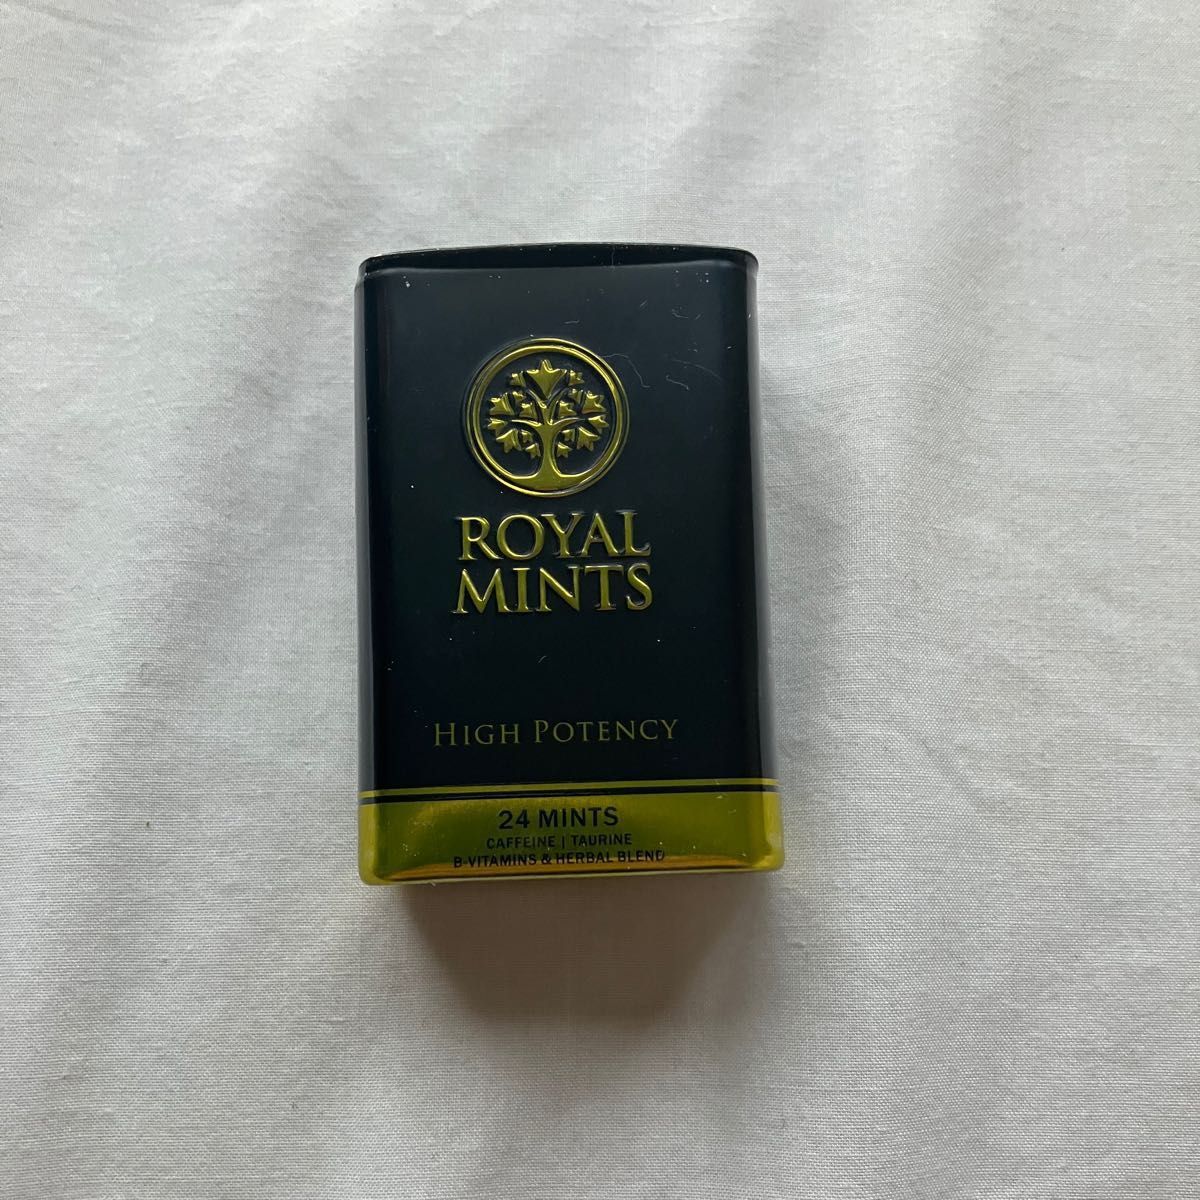 ROYAL
MINTS
HIGH POTENCY
24 MINTS
CAFFEINE | TAURINE
B-VITAMINS & HERBAL BLEND